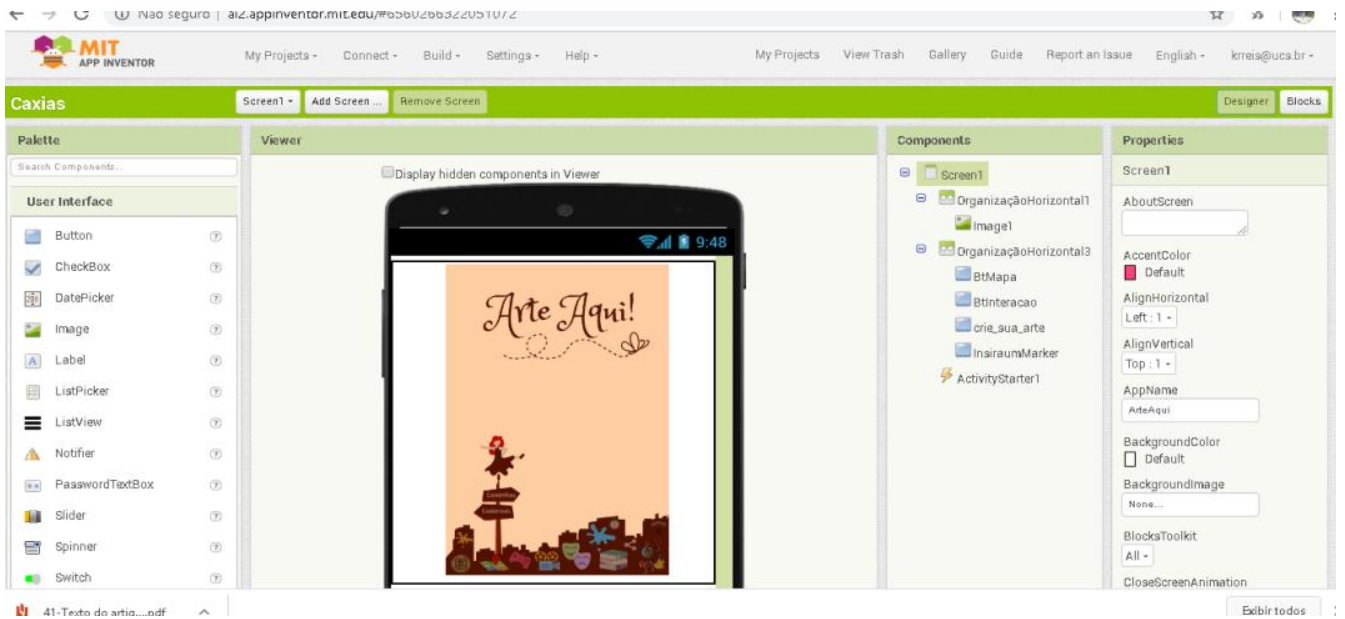 Não seguro | ai2.appinventor.mit.edu/#6560266322051072
MIT
APP INVENTOR
My Projects Connect Build Settings Help My Projects View Trash Gallery Guide Report an Issue English krreis@ucs.br
Caxias Screen1 Add Screen ... Remove Screen Designer Blocks
Palette
Search Components...
User Interface
Button
CheckBox
DatePicker
Image
Label
ListPicker
ListView
Notifier
PasswordTextBox
Slider
Spinner
Switch
Viewer
Display hidden components in Viewer
9:48
Arte Aqui!
Components
Screen1
OrganizaçãoHorizontal1
Image1
OrganizaçãoHorizontal3
BtMapa
BtInteracao
crie_sua_arte
InsiraumMarker
ActivityStarter1
Properties
Screen1
AboutScreen
AccentColor
Default
AlignHorizontal
Left : 1
AlignVertical
Top : 1
AppName
ArteAqui
BackgroundColor
Default
BackgroundImage
None...
BlocksToolkit
All
CloseScreenAnimation
41-Texto do artig....pdf
Exibir todos